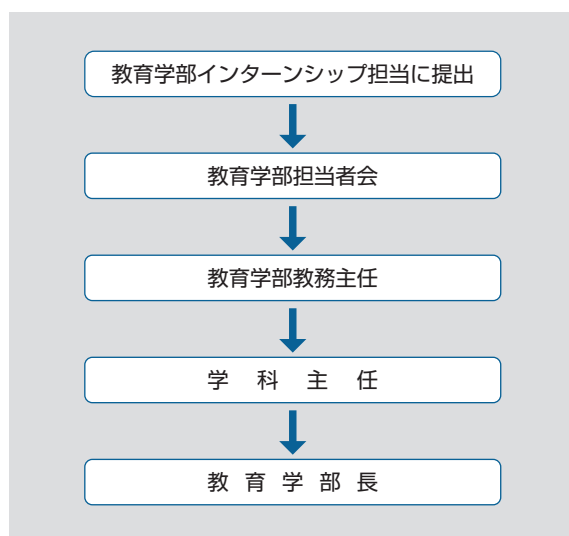 教育学部インターンシップ担当に提出
教育学部担当者会
教育学部教務主任
学科主任
教育学部長